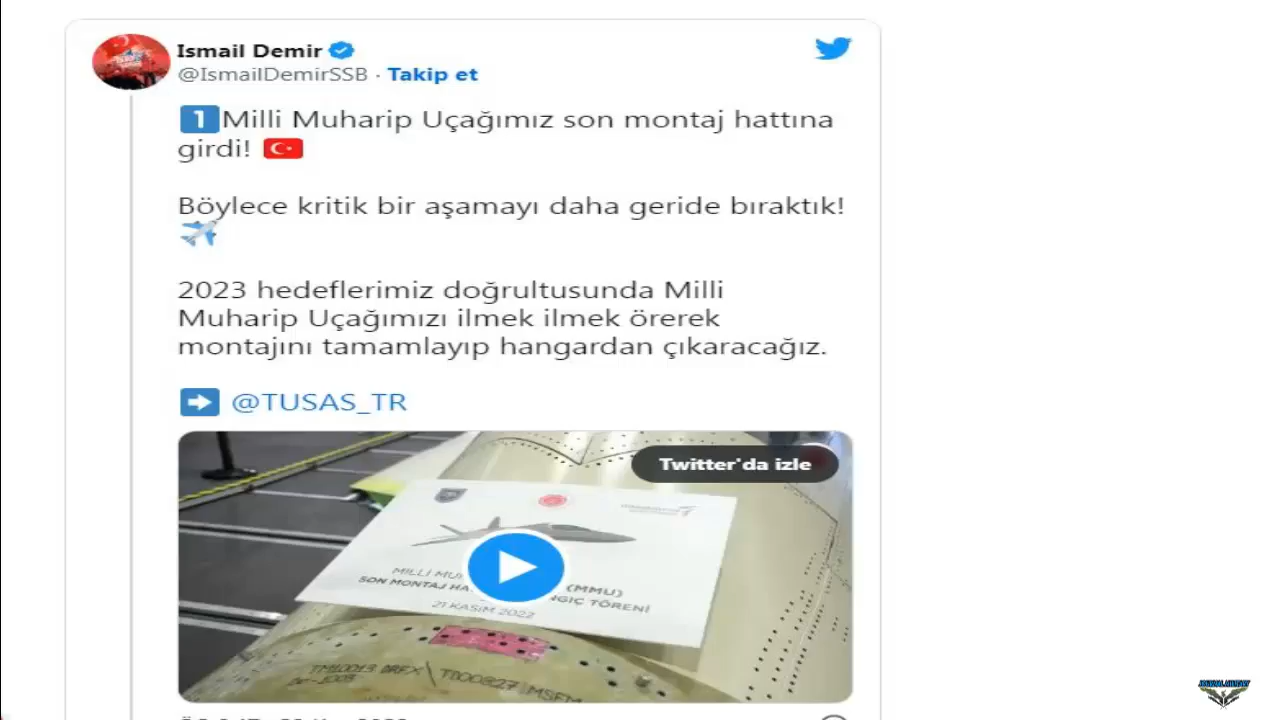 Ismail Demir
@IsmailDemirSSB · Takip et
1 Milli Muharip Uçağımız son montaj hattına
girdi!
Böylece kritik bir aşamayı daha geride bıraktık!
2023 hedeflerimiz doğrultusunda Milli
Muharip Uçağımızı ilmek ilmek örerek
montajını tamamlayıp hangardan çıkaracağız.
@TUSAS_TR
Twitter'da izle
MİLLİ (MMU)
SON MONTAJ TÖRENİ
21 KASIM 2022